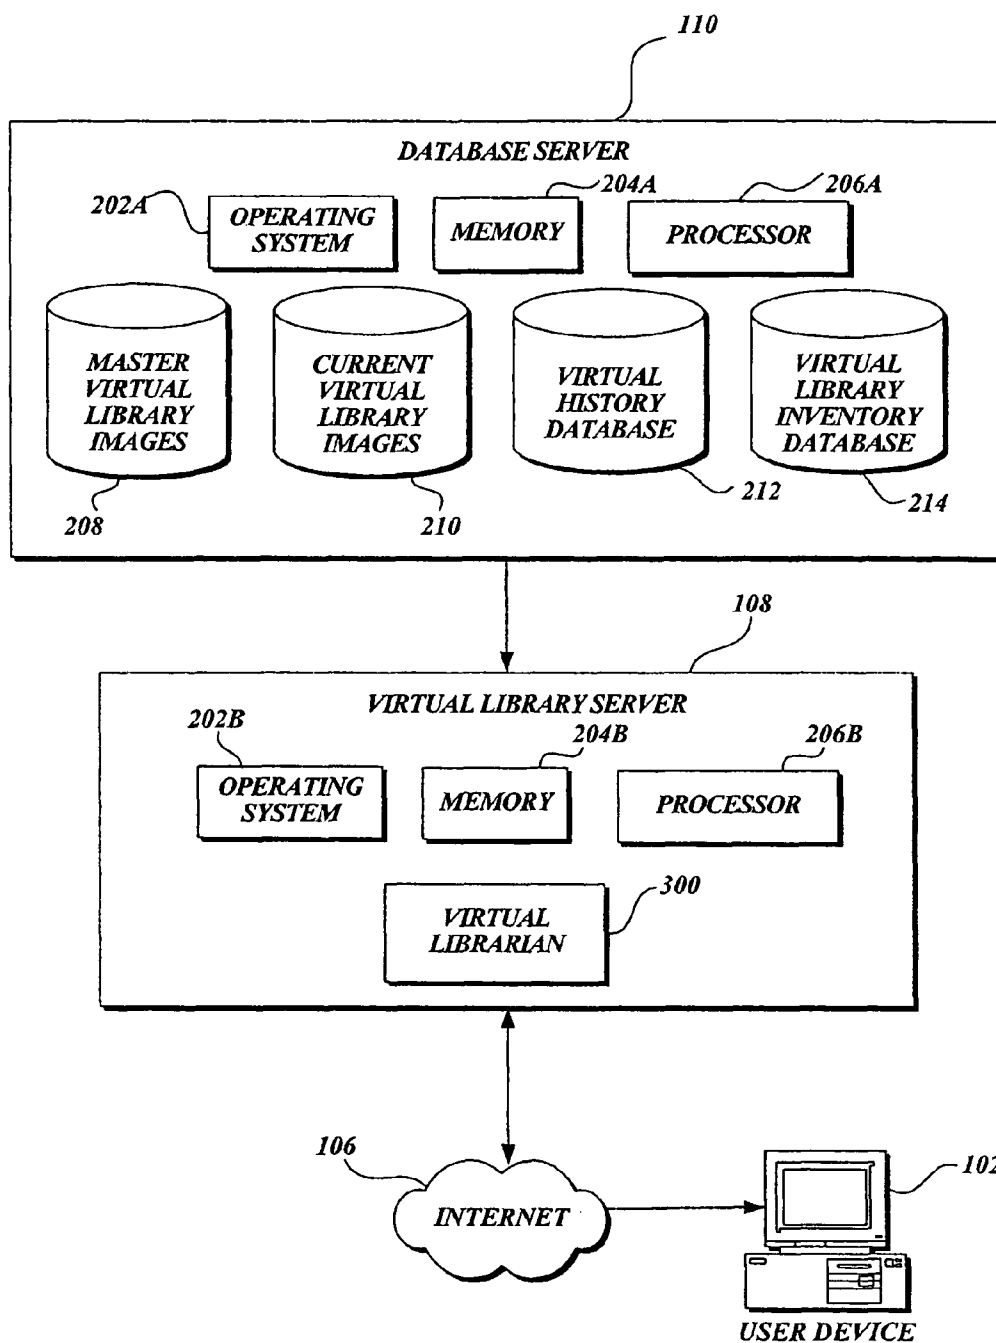 110
DATABASE SERVER
202A
OPERATING
SYSTEM
204A
MEMORY
206A
PROCESSOR
MASTER
VIRTUAL
LIBRARY
IMAGES
CURRENT
VIRTUAL
LIBRARY
IMAGES
VIRTUAL
HISTORY
DATABASE
VIRTUAL
LIBRARY
INVENTORY
DATABASE
208
210
212
214
108
VIRTUAL LIBRARY SERVER
202B
OPERATING
SYSTEM
204B
MEMORY
206B
PROCESSOR
300
VIRTUAL
LIBRARIAN
106
INTERNET
102
USER DEVICE